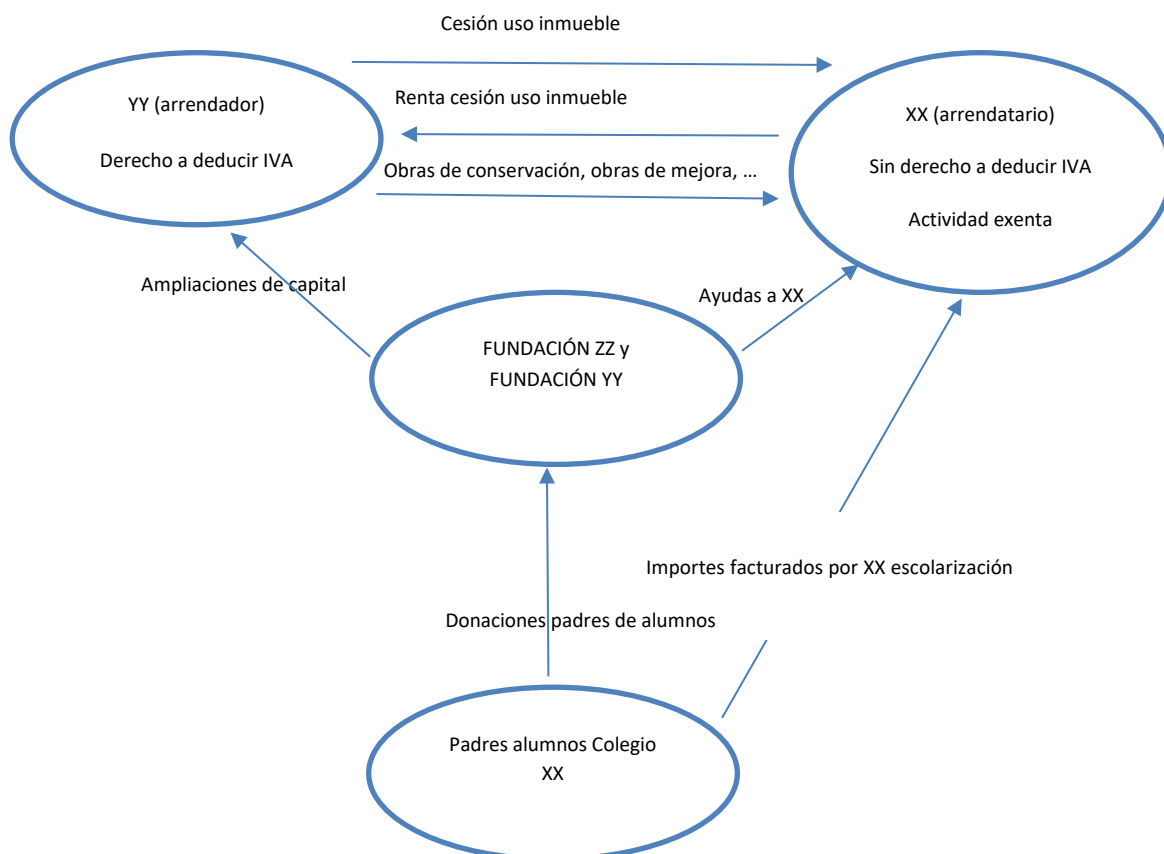 Cesión uso inmueble
YY (arrendador)
Derecho a deducir IVA
Renta cesión uso inmueble
XX (arrendatario)
Sin derecho a deducir IVA
Actividad exenta
Obras de conservación, obras de mejora, ...
Ampliaciones de capital
Ayudas a XX
FUNDACIÓN ZZ y
FUNDACIÓN YY
Importes facturados por XX escolarización
Donaciones padres de alumnos
Padres alumnos Colegio
XX